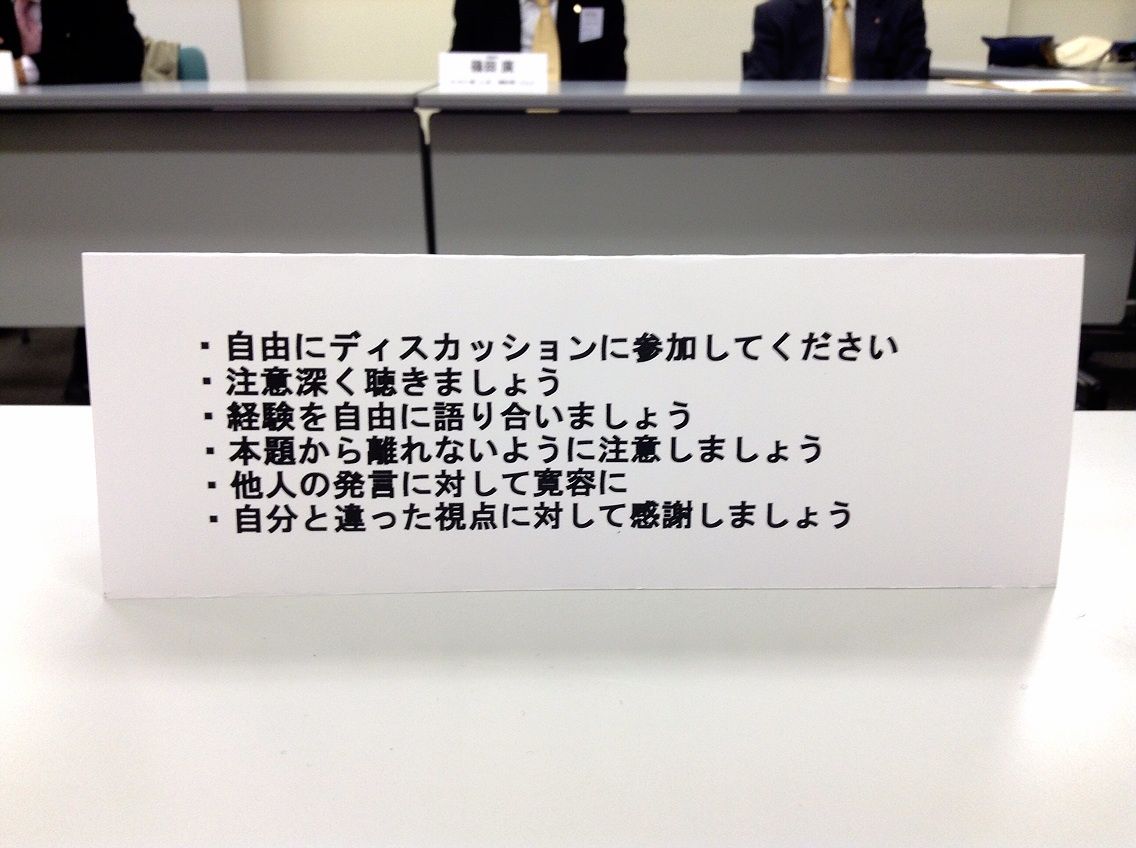 ・自由にディスカッションに参加してください
・注意深く聴きましょう
・経験を自由に語り合いましょう
・本題から離れないように注意しましょう
・他人の発言に対して寛容に
・自分と違った視点に対して感謝しましょう